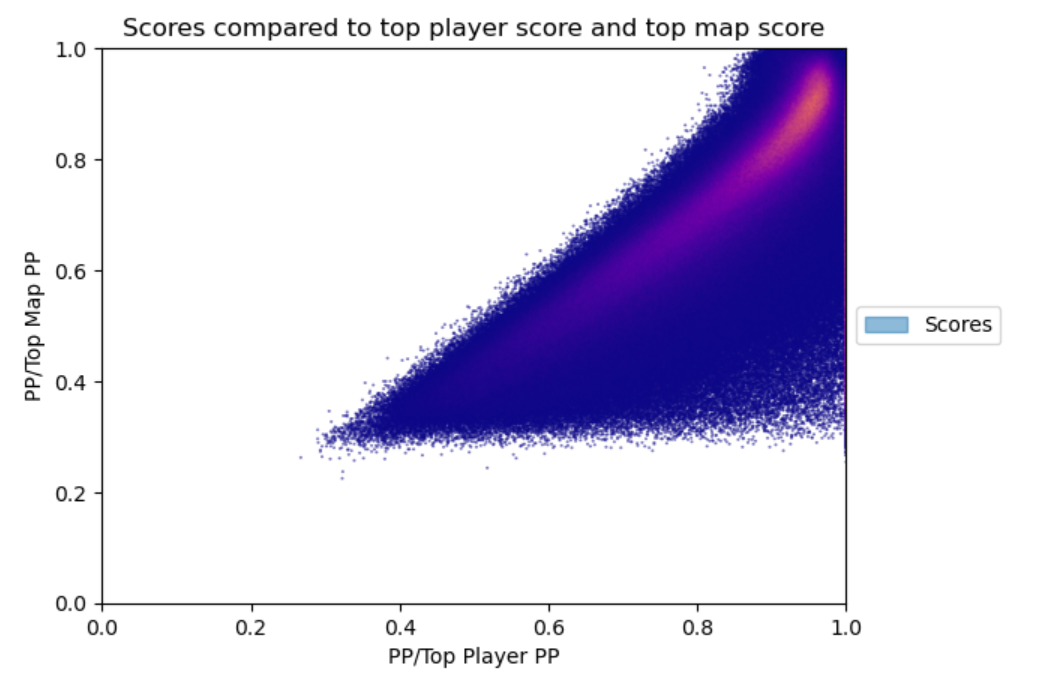 Scores compared to top player score and top map score
1.0
0.8
0.6
0.4
0.2
0.0
PP/Top Map PP
0.0 0.2 0.4 0.6 0.8 1.0
PP/Top Player PP
Scores